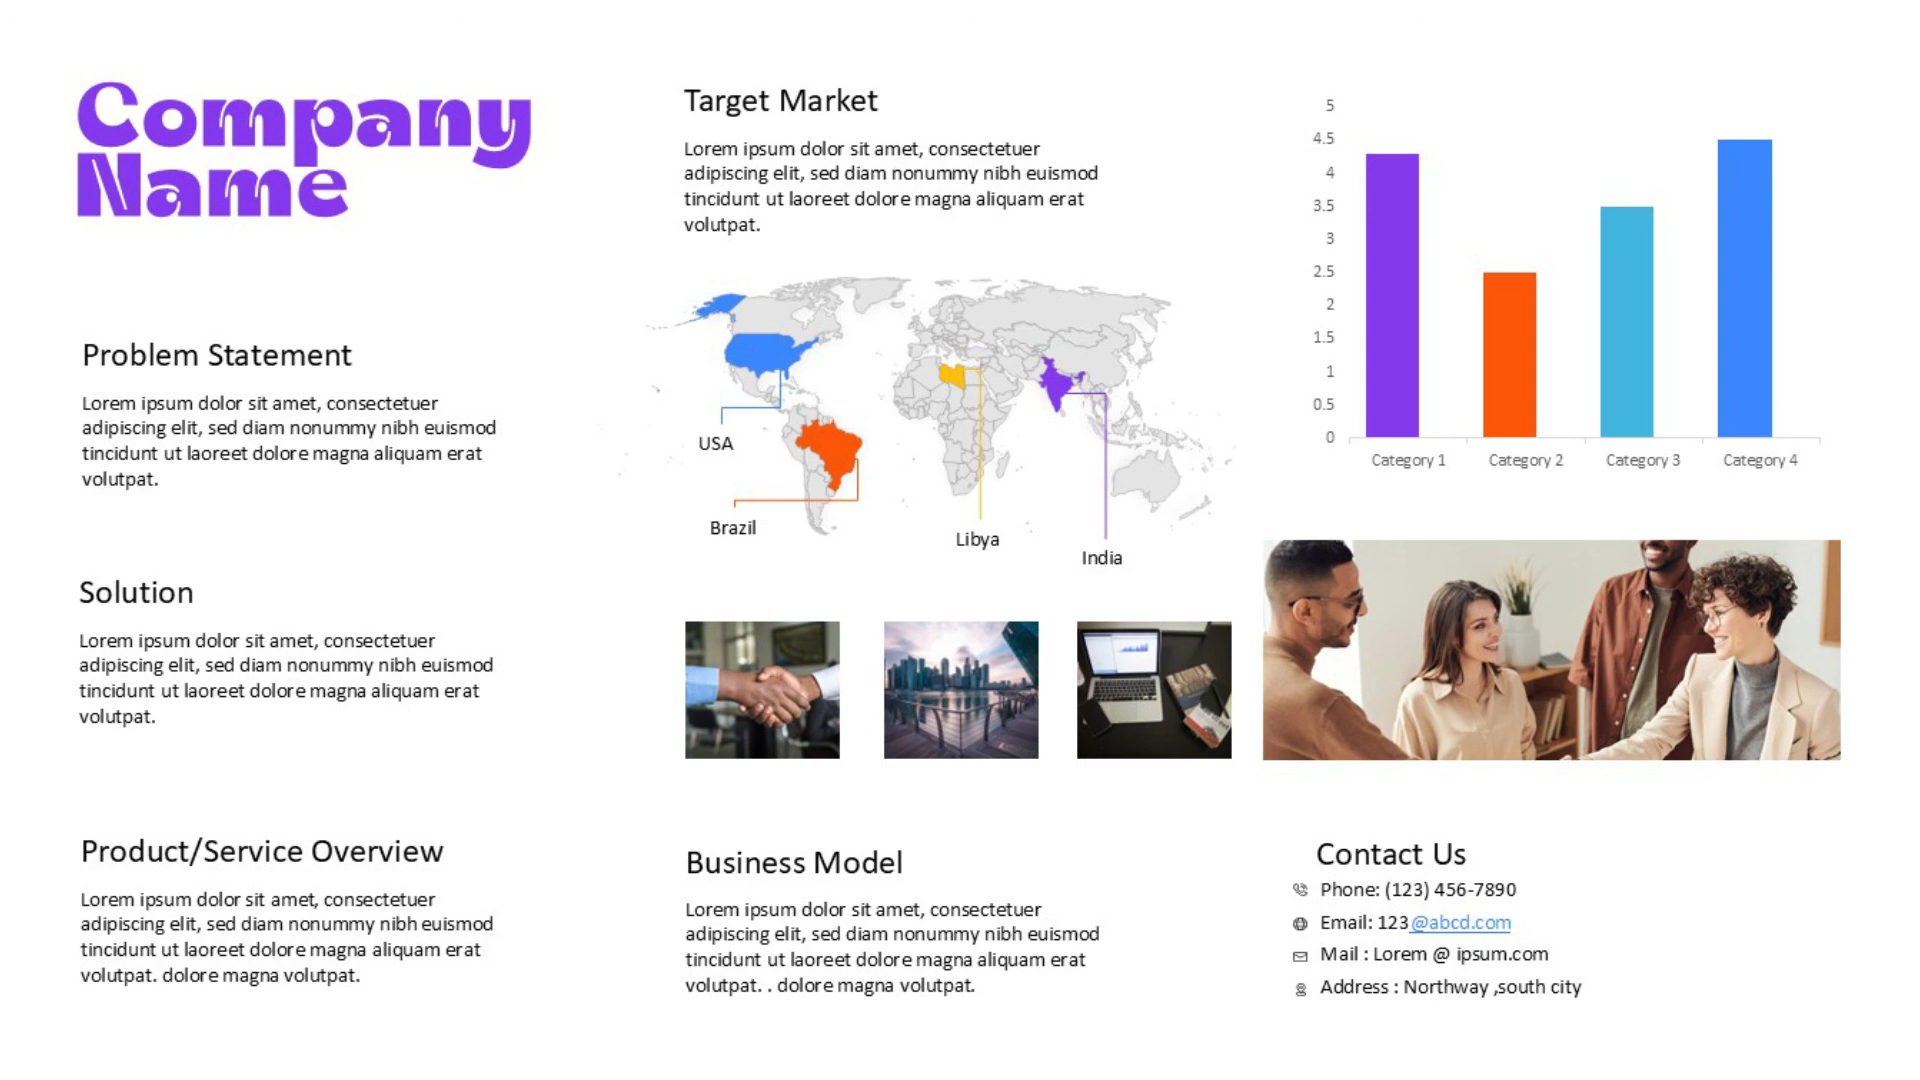 Company
Name
Problem Statement
Lorem ipsum dolor sit amet, consectetuer
adipiscing elit, sed diam nonummy nibh euismod
tincidunt ut laoreet dolore magna aliquam erat
volutpat.
Solution
Lorem ipsum dolor sit amet, consectetuer
adipiscing elit, sed diam nonummy nibh euismod
tincidunt ut laoreet dolore magna aliquam erat
volutpat.
Product/Service Overview
Lorem ipsum dolor sit amet, consectetuer
adipiscing elit, sed diam nonummy nibh euismod
tincidunt ut laoreet dolore magna aliquam erat
volutpat. dolore magna volutpat.
Target Market
Lorem ipsum dolor sit amet, consectetuer
adipiscing elit, sed diam nonummy nibh euismod
tincidunt ut laoreet dolore magna aliquam erat
volutpat.
USA
Brazil
Libya
India
Business Model
Lorem ipsum dolor sit amet, consectetuer
adipiscing elit, sed diam nonummy nibh euismod
tincidunt ut laoreet dolore magna aliquam erat
volutpat. . dolore magna volutpat.
5
4.5
4
3.5
3
2.5
2
1.5
1
0.5
0
Category 1 Category 2 Category 3 Category 4
Contact Us
Phone: (123) 456-7890
Email: 123@abcd.com
Mail : Lorem @ ipsum.com
Address : Northway ,south city